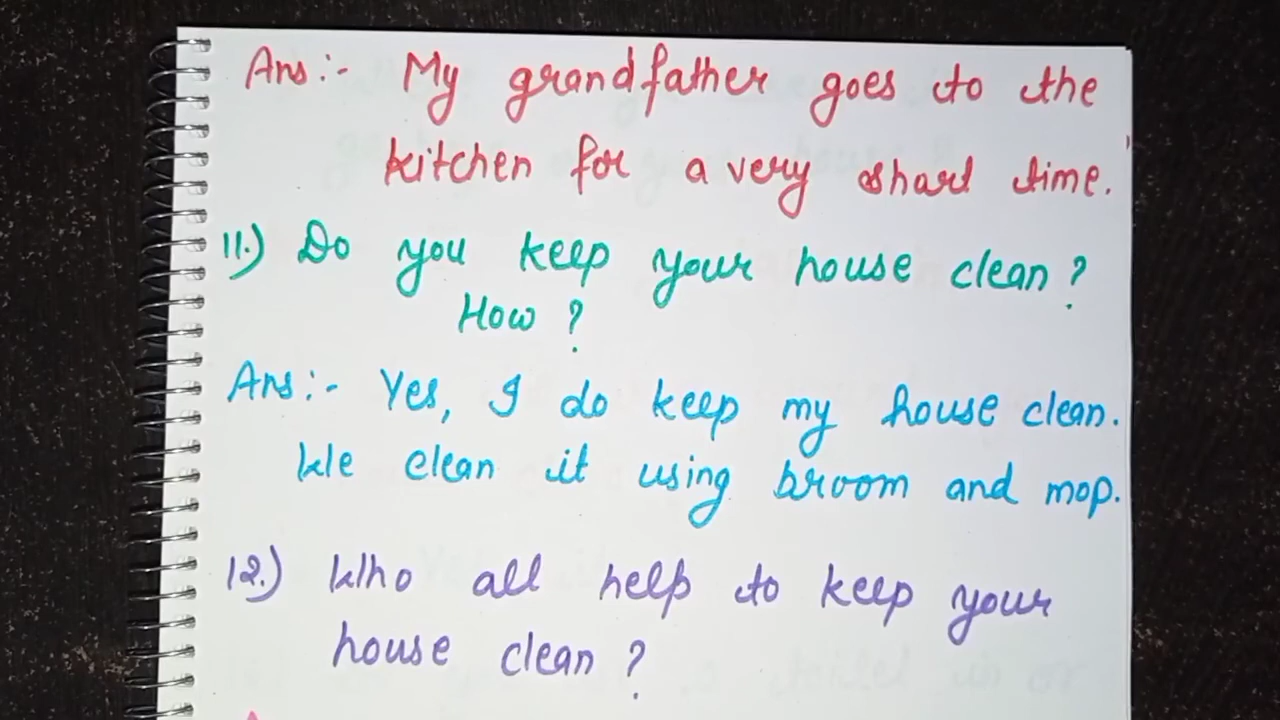 Ans:- My grandfather goes to the
kitchen for a very short time.
11.) Do you keep your house clean?
How?
Ans:- Yes, I do keep my house clean.
We clean it using broom and mop.
12.) Who all help to keep your
house clean?